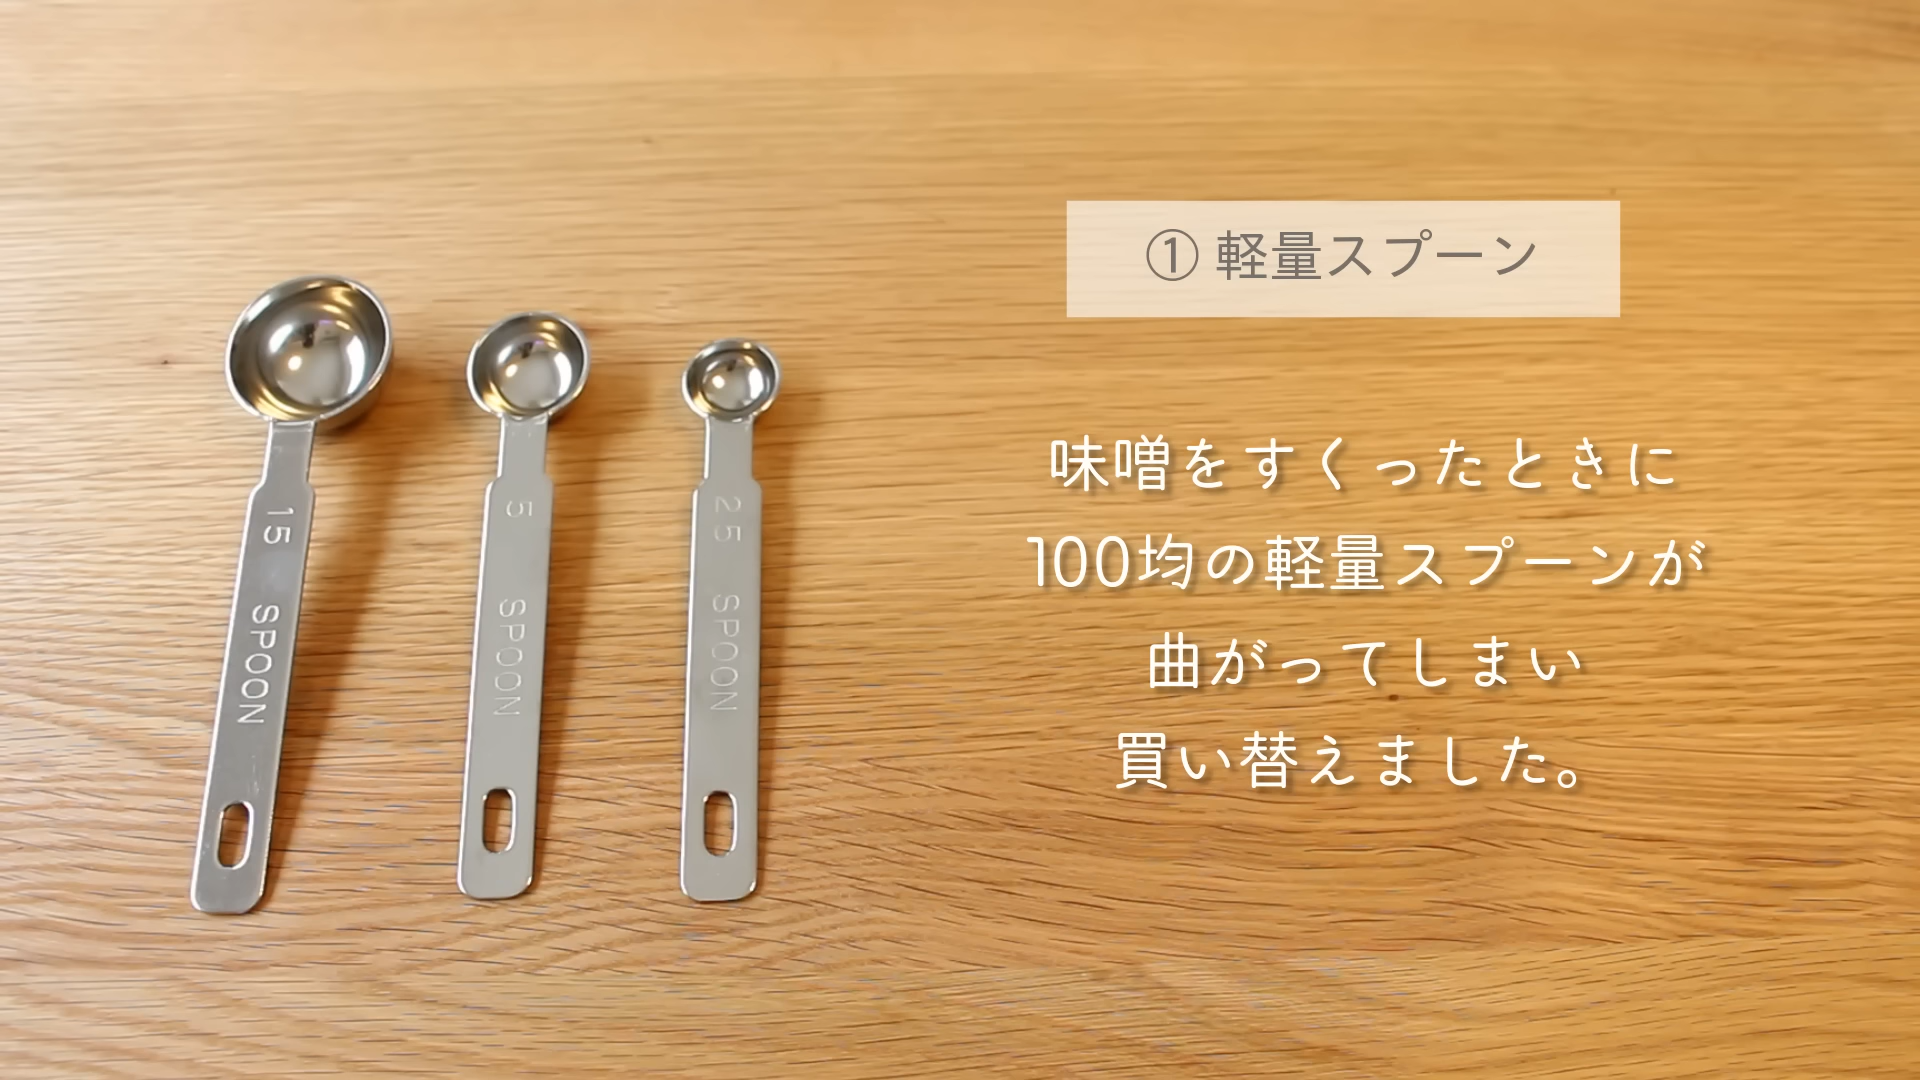 ① 軽量スプーン
味噌をすくったときに
100均の軽量スプーンが
曲がってしまい
買い替えました。
15 SPOON
5 SPOON
25 SPOON